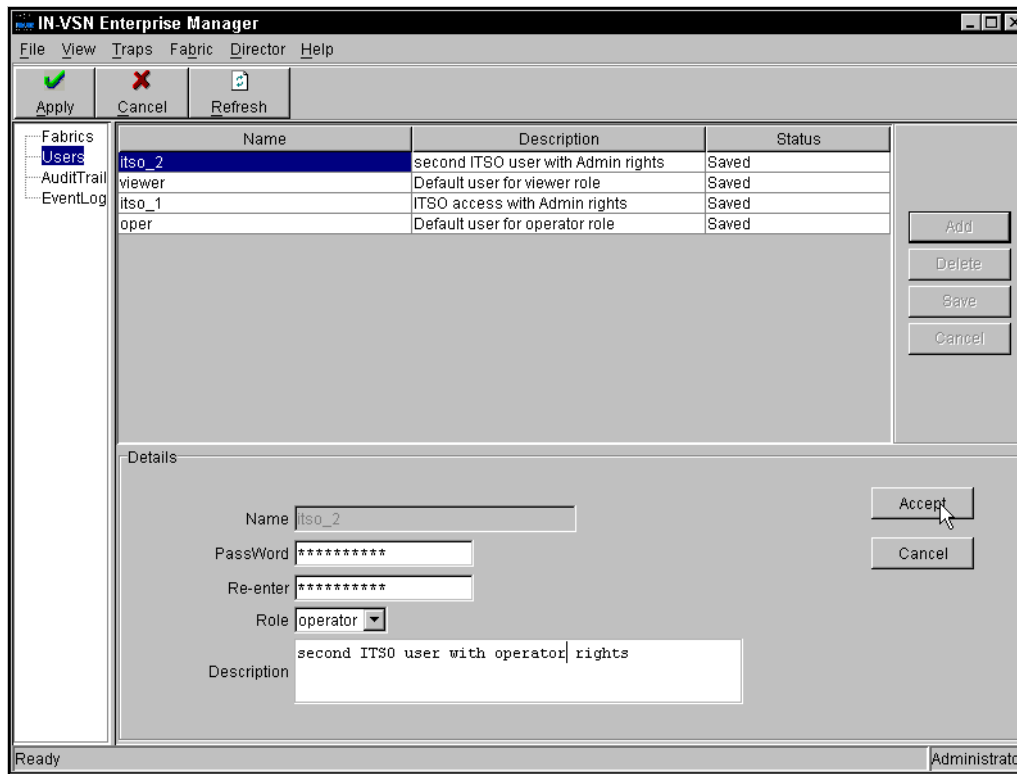 IN-VSN Enterprise Manager
File View Traps Fabric Director Help
Apply Cancel Refresh
Fabrics
Users
AuditTrail
EventLog
Name Description Status
itso_2 second ITSO user with Admin rights Saved
viewer Default user for viewer role Saved
itso_1 ITSO access with Admin rights Saved
oper Default user for operator role Saved
Add
Delete
Save
Cancel
Details
Name itso_2
PassWord **********
Re-enter **********
Role operator
Description second ITSO user with operator rights
Accept
Cancel
Ready Administrato